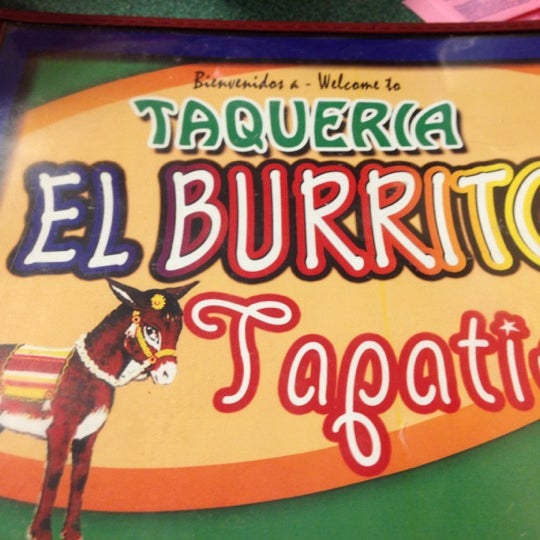 Bienvenidos a - Welcome to
TAQUERIA
EL BURRITO
Tapati